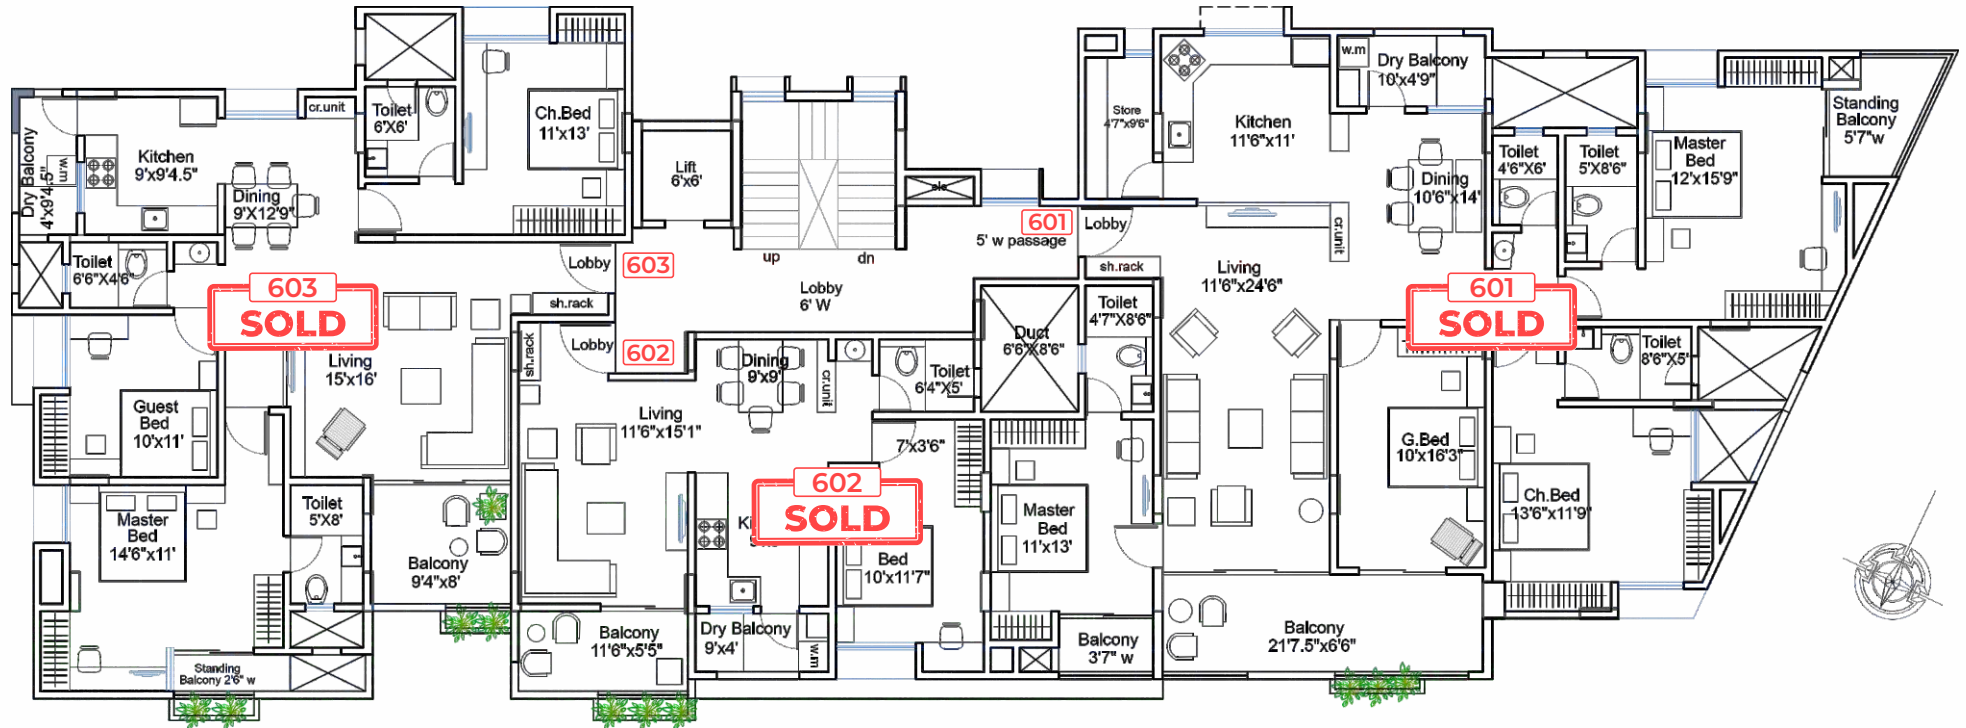 cr.unit
Toilet
6'X6'
Ch.Bed
11'x13'
Dry Balcony
4'x9'4.5"
w.m
Kitchen
9'x9'4.5"
Dining
9'X12'9"
Toilet
6'6"X4'6"
Lift
6'x6'
up
dn
ele
Lobby
603
sh.rack
Lobby
6' W
601
5' w passage
Lobby
sh.rack
603
SOLD
Living
15'x16'
Guest
Bed
10'x11'
Master
Bed
14'6"x11'
Toilet
5'X8'
Balcony
9'4"x8'
Standing
Balcony 2'6" w
Lobby
602
sh.rack
Living
11'6"x15'1"
Dining
9'x9'
cr.unit
Toilet
6'4"X5'
Duct
6'6"X8'6"
Toilet
4'7"X8'6"
7'x3'6"
602
SOLD
Bed
10'x11'7"
Master
Bed
11'x13'
Balcony
11'6"x5'5"
Dry Balcony
9'x4'
w.m
Balcony
3'7" w
Store
4'7"x9'6"
Kitchen
11'6"x11'
w.m
Dry Balcony
10'x4'9"
Dining
10'6"x14'
cr.unit
Toilet
4'6"X6'
Toilet
5'X8'6"
Master
Bed
12'x15'9"
Standing
Balcony
5'7"w
Living
11'6"x24'6"
601
SOLD
Toilet
8'6"X5'
G.Bed
10'x16'3"
Ch.Bed
13'6"x11'9"
Balcony
21'7.5"x6'6"